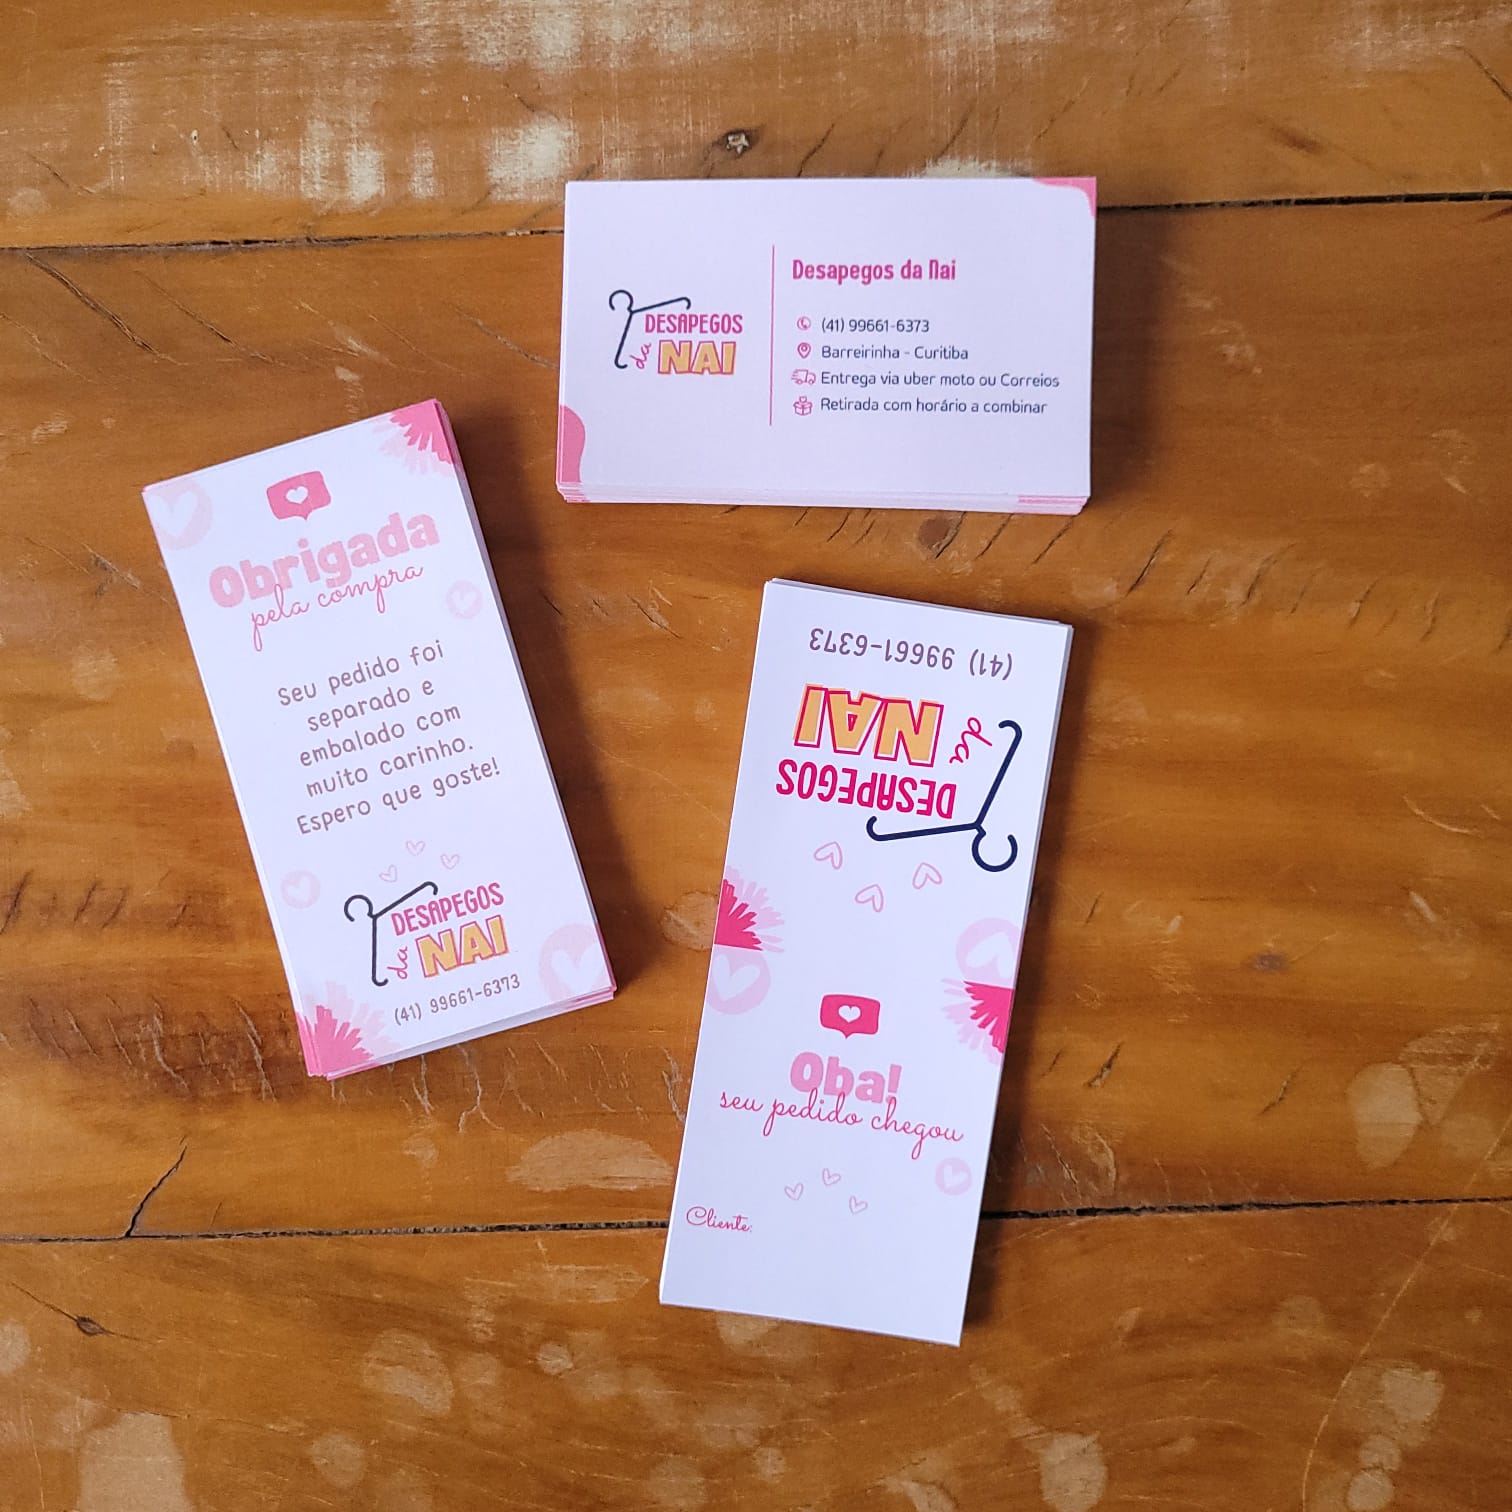 DESAPEGOS
da NAI
Desapegos da Nai
(41) 99661-6373
Barreirinha - Curitiba
Entrega via uber moto ou Correios
Retirada com horário a combinar
Obrigada
pela compra
Seu pedido foi
separado e
embalado com
muito carinho.
Espero que goste!
DESAPEGOS
da NAI
(41) 99661-6373
DESAPEGOS
da NAI
(41) 99661-6373
Oba!
seu pedido chegou
Cliente: